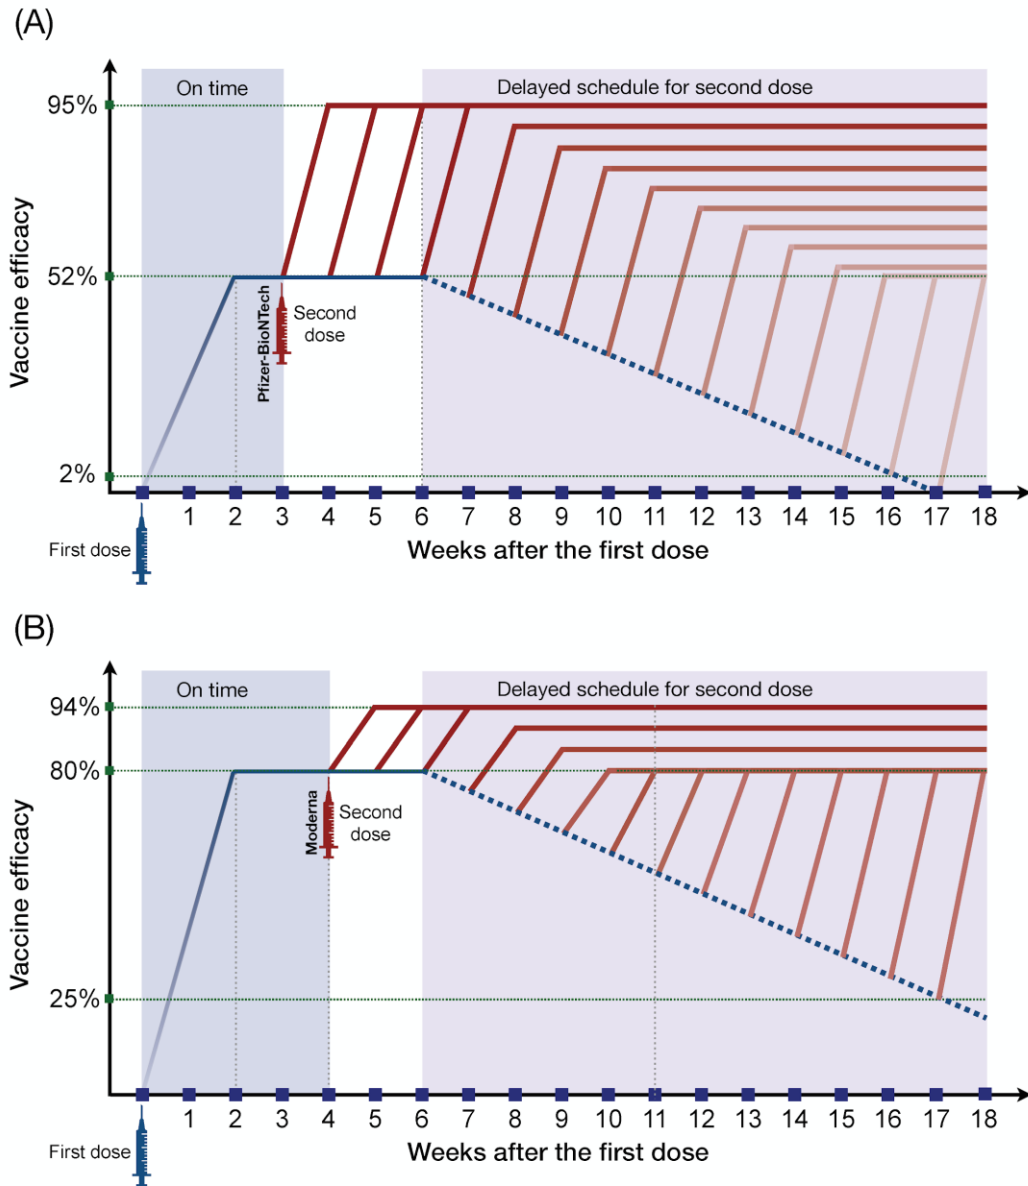 (A)
On time
Delayed schedule for second dose
95%
52%
2%
Vaccine efficacy
Pfizer-BioNTech
Second
dose
1 2 3 4 5 6 7 8 9 10 11 12 13 14 15 16 17 18
First dose
Weeks after the first dose
(B)
On time
Delayed schedule for second dose
94%
80%
25%
Vaccine efficacy
Moderna
Second
dose
1 2 3 4 5 6 7 8 9 10 11 12 13 14 15 16 17 18
First dose
Weeks after the first dose